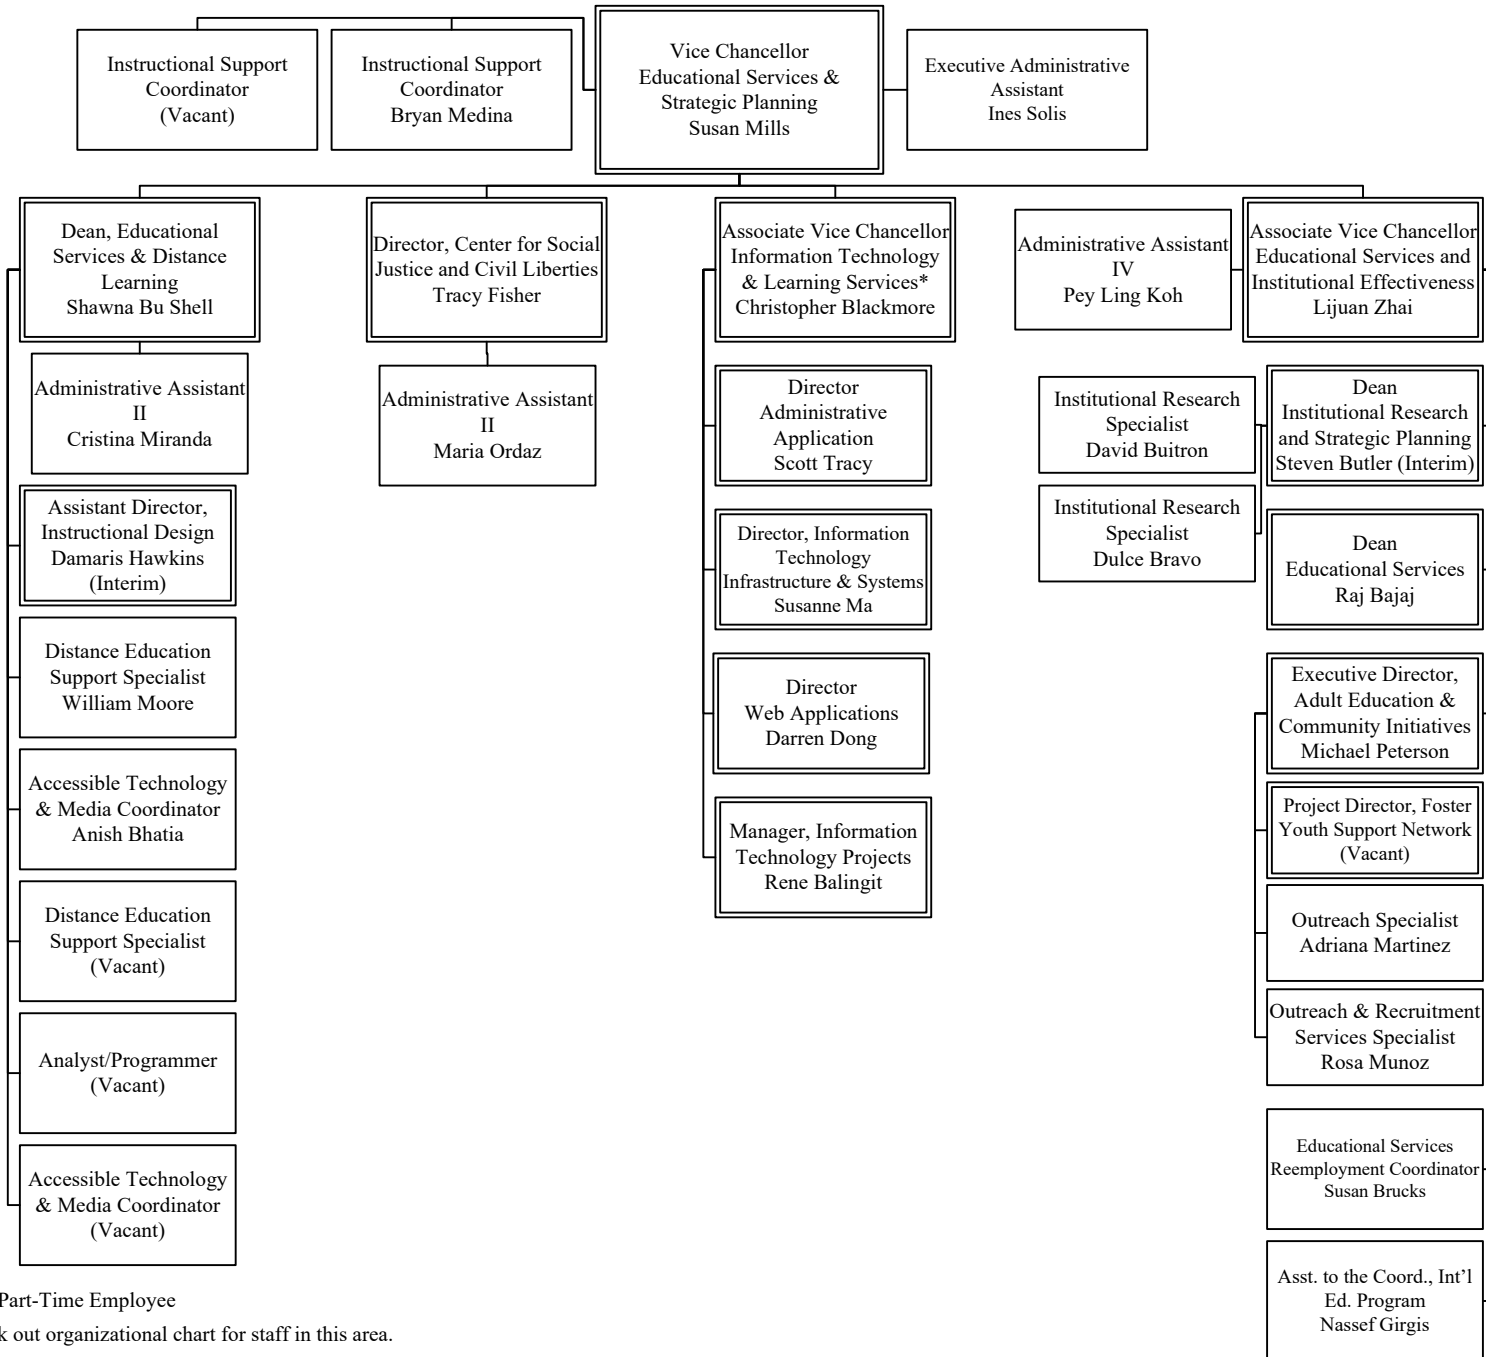 Instructional Support
Coordinator
(Vacant)
Instructional Support
Coordinator
Bryan Medina
Vice Chancellor
Educational Services &
Strategic Planning
Susan Mills
Executive Administrative
Assistant
Ines Solis
Dean, Educational
Services & Distance
Learning
Shawna Bu Shell
Director, Center for Social
Justice and Civil Liberties
Tracy Fisher
Associate Vice Chancellor
Information Technology
& Learning Services*
Christopher Blackmore
Administrative Assistant
IV
Pey Ling Koh
Associate Vice Chancellor
Educational Services and
Institutional Effectiveness
Lijuan Zhai
Administrative Assistant
II
Cristina Miranda
Administrative Assistant
II
Maria Ordaz
Director
Administrative
Application
Scott Tracy
Institutional Research
Specialist
David Buitron
Dean
Institutional Research
and Strategic Planning
Steven Butler (Interim)
Assistant Director,
Instructional Design
Damaris Hawkins
(Interim)
Director, Information
Technology
Infrastructure & Systems
Susanne Ma
Institutional Research
Specialist
Dulce Bravo
Dean
Educational Services
Raj Bajaj
Distance Education
Support Specialist
William Moore
Director
Web Applications
Darren Dong
Executive Director,
Adult Education &
Community Initiatives
Michael Peterson
Accessible Technology
& Media Coordinator
Anish Bhatia
Manager, Information
Technology Projects
Rene Balingit
Project Director, Foster
Youth Support Network
(Vacant)
Distance Education
Support Specialist
(Vacant)
Outreach Specialist
Adriana Martinez
Analyst/Programmer
(Vacant)
Outreach & Recruitment
Services Specialist
Rosa Munoz
Accessible Technology
& Media Coordinator
(Vacant)
Educational Services
Reemployment Coordinator
Susan Brucks
Asst. to the Coord., Int'l
Ed. Program
Nassef Girgis
Part-Time Employee
k out organizational chart for staff in this area.